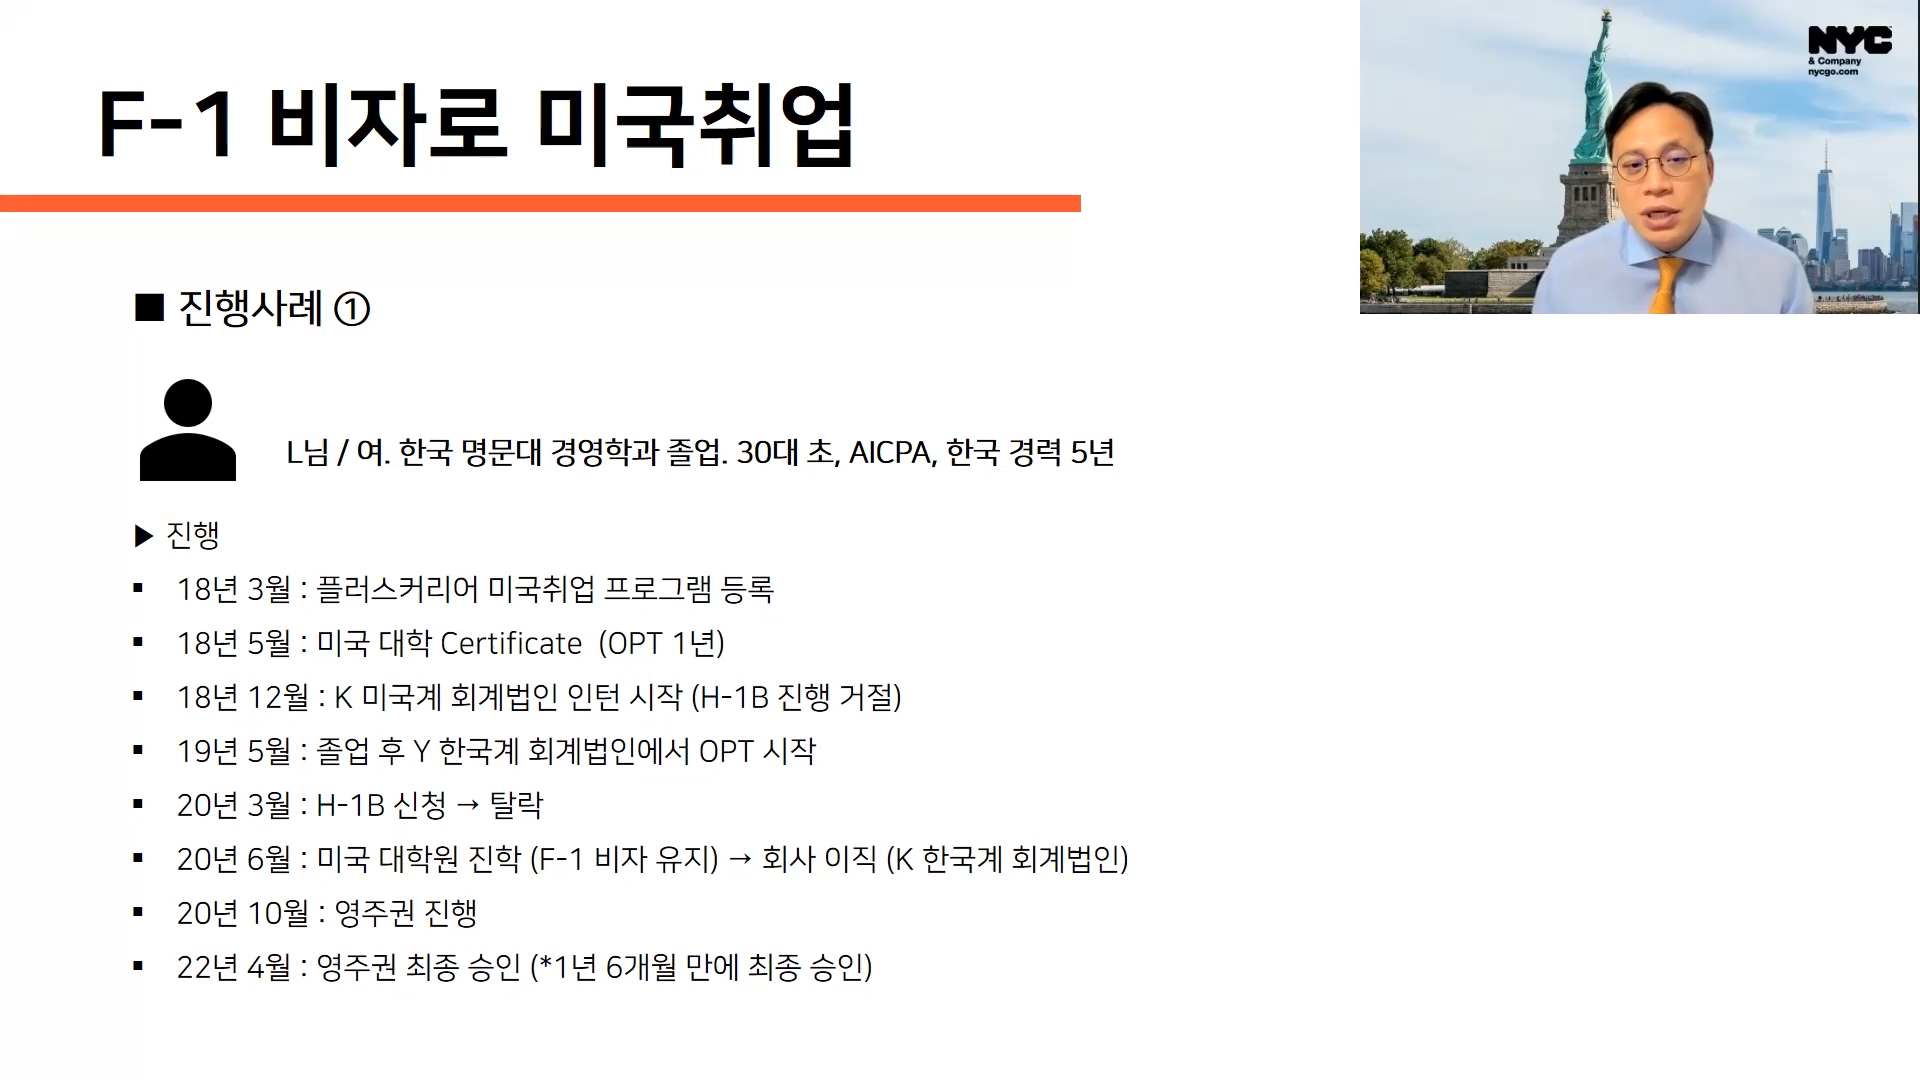 F-1 비자로 미국취업
NYC
& Company
nycgo.com
■ 진행사례 ①
L님 / 여. 한국 명문대 경영학과 졸업. 30대 초, AICPA, 한국 경력 5년
▶ 진행
▪ 18년 3월 : 플러스커리어 미국취업 프로그램 등록
▪ 18년 5월 : 미국 대학 Certificate (OPT 1년)
▪ 18년 12월 : K 미국계 회계법인 인턴 시작 (H-1B 진행 거절)
▪ 19년 5월 : 졸업 후 Y 한국계 회계법인에서 OPT 시작
▪ 20년 3월 : H-1B 신청 → 탈락
▪ 20년 6월 : 미국 대학원 진학 (F-1 비자 유지) → 회사 이직 (K 한국계 회계법인)
▪ 20년 10월 : 영주권 진행
▪ 22년 4월 : 영주권 최종 승인 (*1년 6개월 만에 최종 승인)